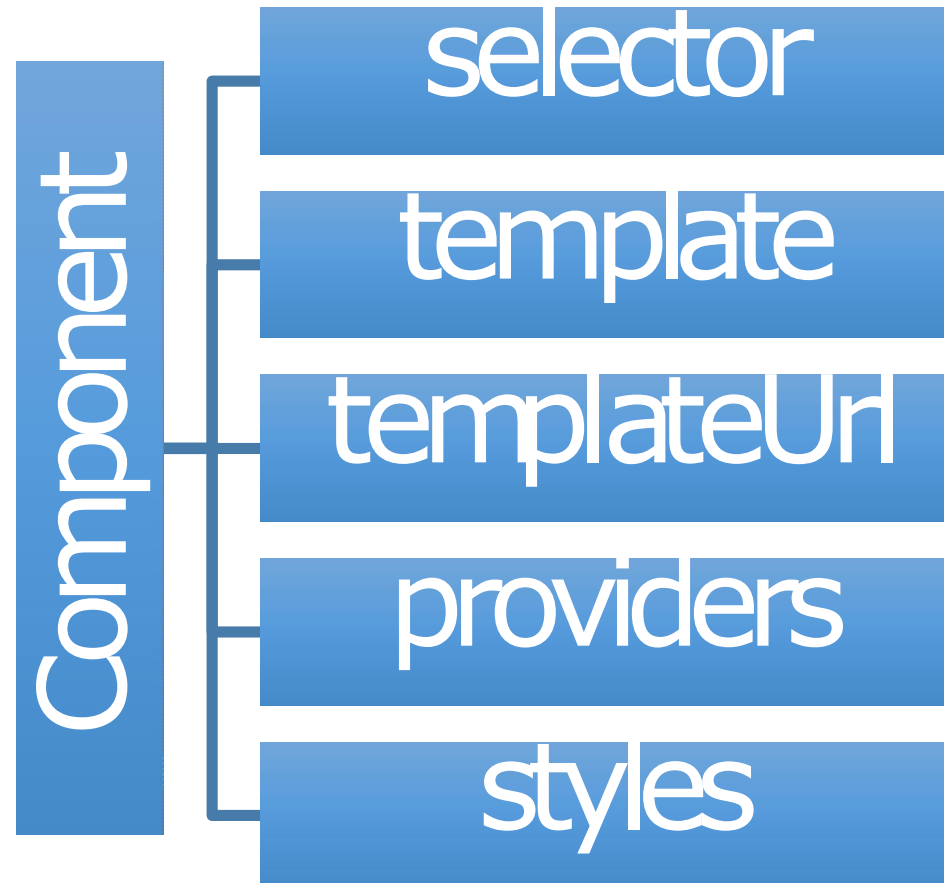 Component
selector
template
templateUrl
providers
styles